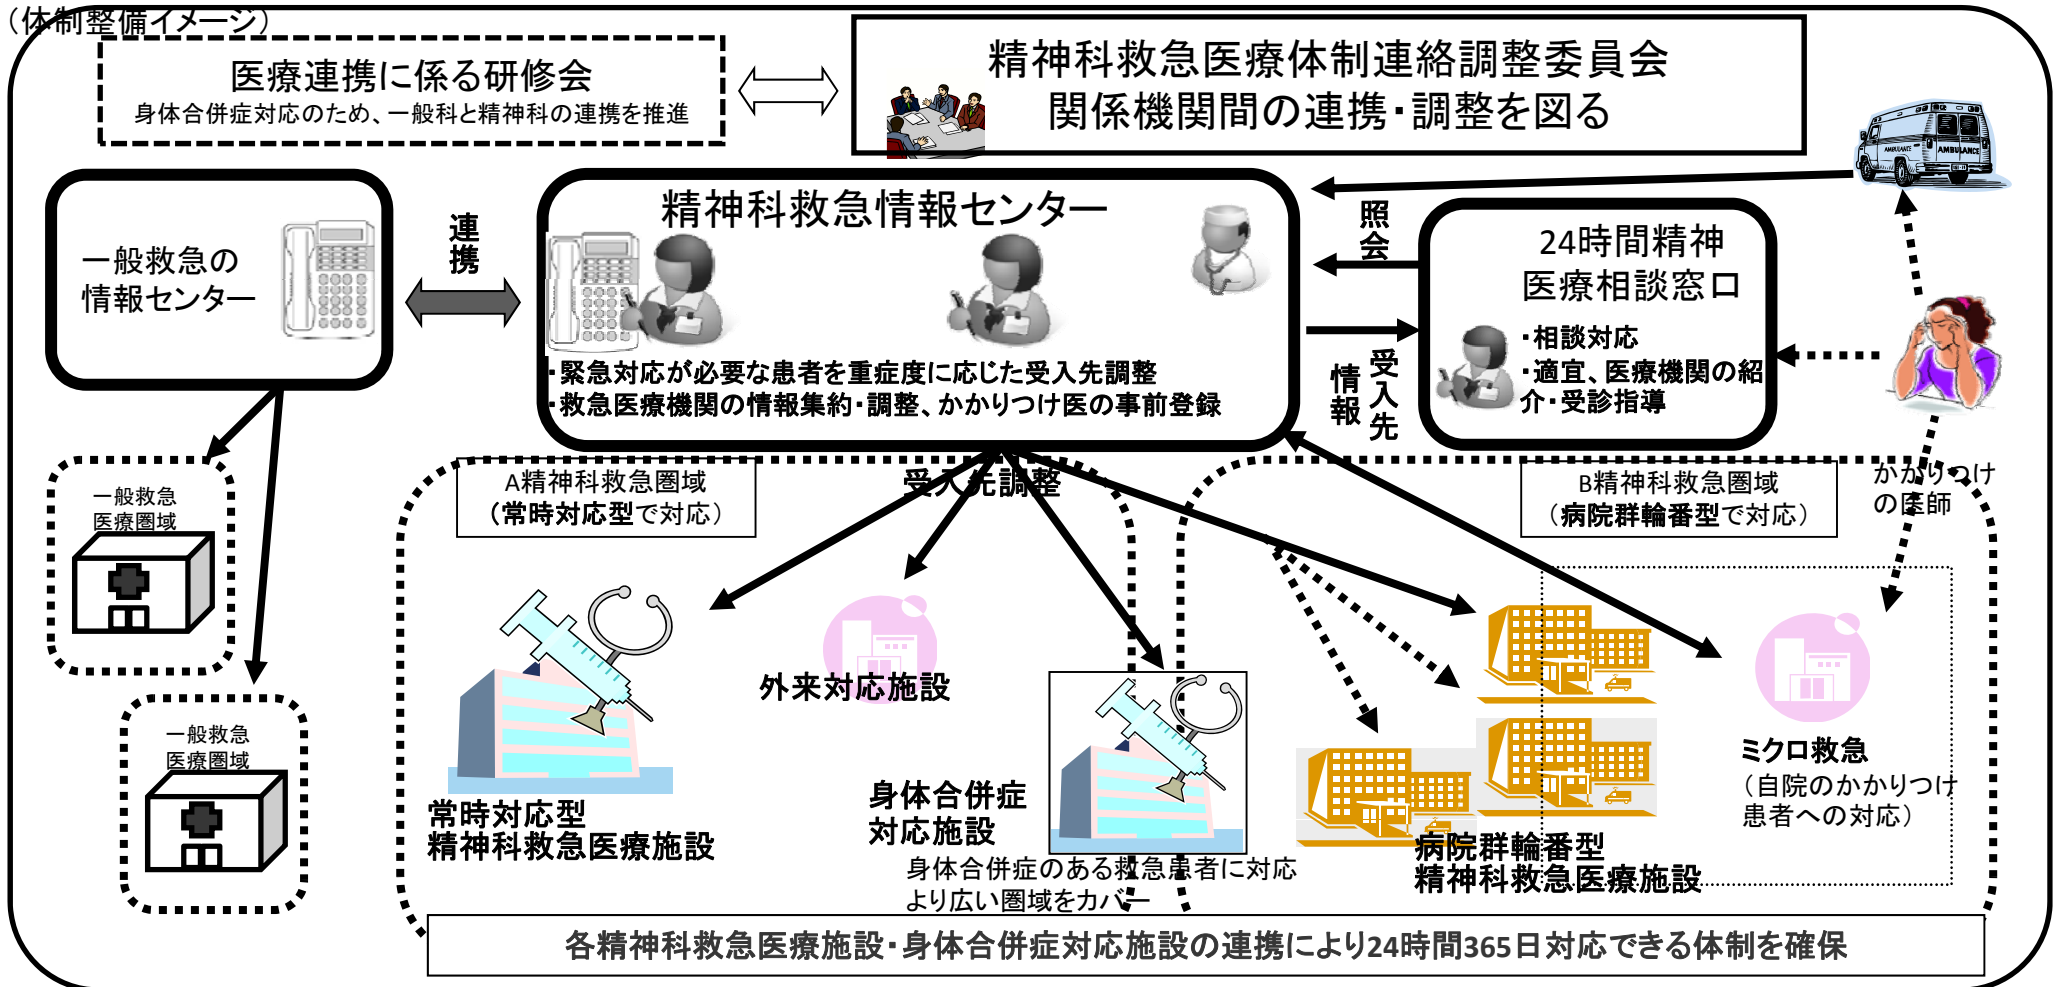 （体制整備イメージ）
医療連携に係る研修会
身体合併症対応のため、一般科と精神科の連携を推進
精神科救急医療体制連絡調整委員会
関係機関間の連携・調整を図る
AMBULANCE
AMBULANCE
一般救急の
情報センター
連携
精神科救急情報センター
・緊急対応が必要な患者を重症度に応じた受入先調整
・救急医療機関の情報集約・調整、かかりつけ医の事前登録
照会
受入先
情報
24時間精神
医療相談窓口
・相談対応
・適宜、医療機関の紹
介・受診指導
一般救急
医療圏域
一般救急
医療圏域
A精神科救急圏域
（常時対応型で対応）
受入先調整
B精神科救急圏域
（病院群輪番型で対応）
かかりつけ
の医師
外来対応施設
常時対応型
精神科救急医療施設
身体合併症
対応施設
身体合併症のある救急患者に対応
より広い圏域をカバー
病院群輪番型
精神科救急医療施設
ミクロ救急
（自院のかかりつけ
患者への対応）
各精神科救急医療施設・身体合併症対応施設の連携により24時間365日対応できる体制を確保